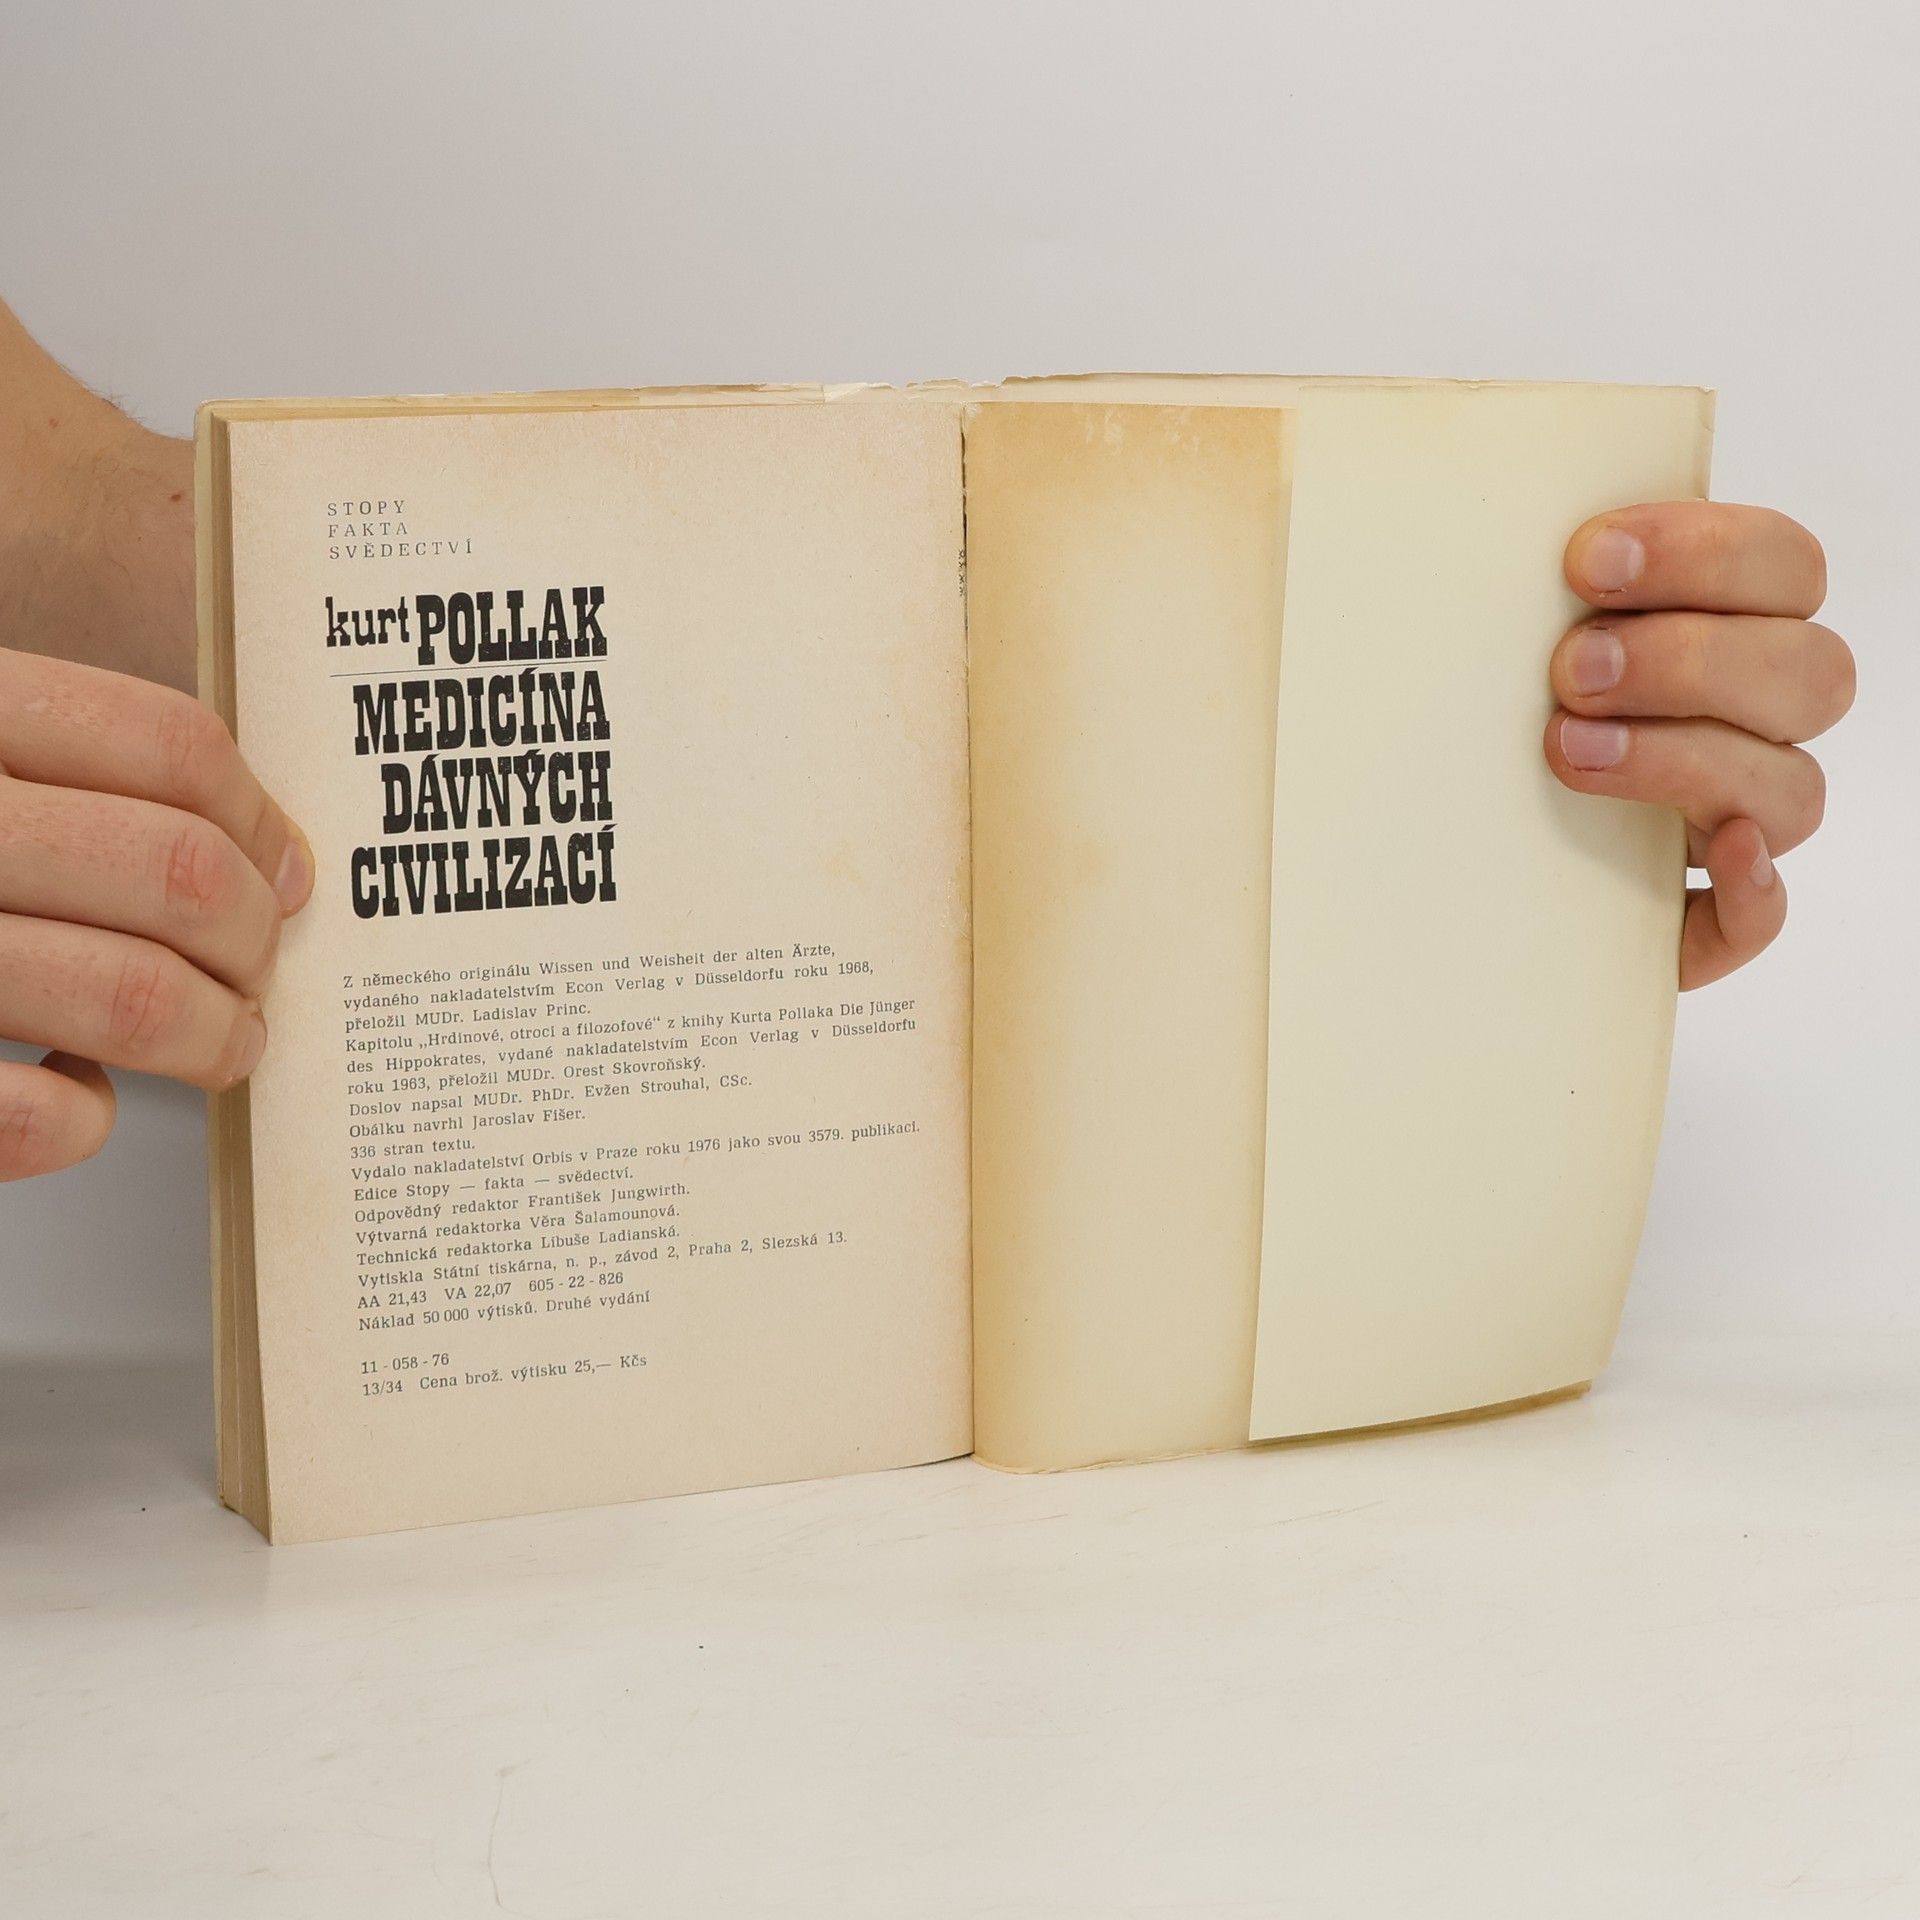 STOPY
FAKTA
SVĚDECTVÍ
kurt POLLAK
MEDICÍNA
DÁVNÝCH
CIVILIZACÍ
Z německého originálu Wissen und Weisheit der alten Ärzte,
vydaného nakladatelstvím Econ Verlag v Düsseldorfu roku 1968,
přeložil MUDr. Ladislav Princ.
Kapitolu „Hrdinové, otroci a filozofové“ z knihy Kurta Pollaka Die Jünger
des Hippokrates, vydané nakladatelstvím Econ Verlag v Düsseldorfu
roku 1963, přeložil MUDr. Orest Skovroňský.
Doslov napsal MUDr. PhDr. Evžen Strouhal, CSc.
Obálku navrhl Jaroslav Fišer.
336 stran textu.
Vydalo nakladatelství Orbis v Praze roku 1976 jako svou 3579. publikaci.
Edice Stopy — fakta — svědectví.
Odpovědný redaktor František Jungwirth.
Výtvarná redaktorka Věra Šalamounová.
Technická redaktorka Libuše Ladianská.
Vytiskla Státní tiskárna, n. p., závod 2, Praha 2, Slezská 13.
AA 21,43 VA 22,07 605 - 22 - 826
Náklad 50 000 výtisků. Druhé vydání
11 - 058 - 76
13/34 Cena brož. výtisku 25,— Kčs